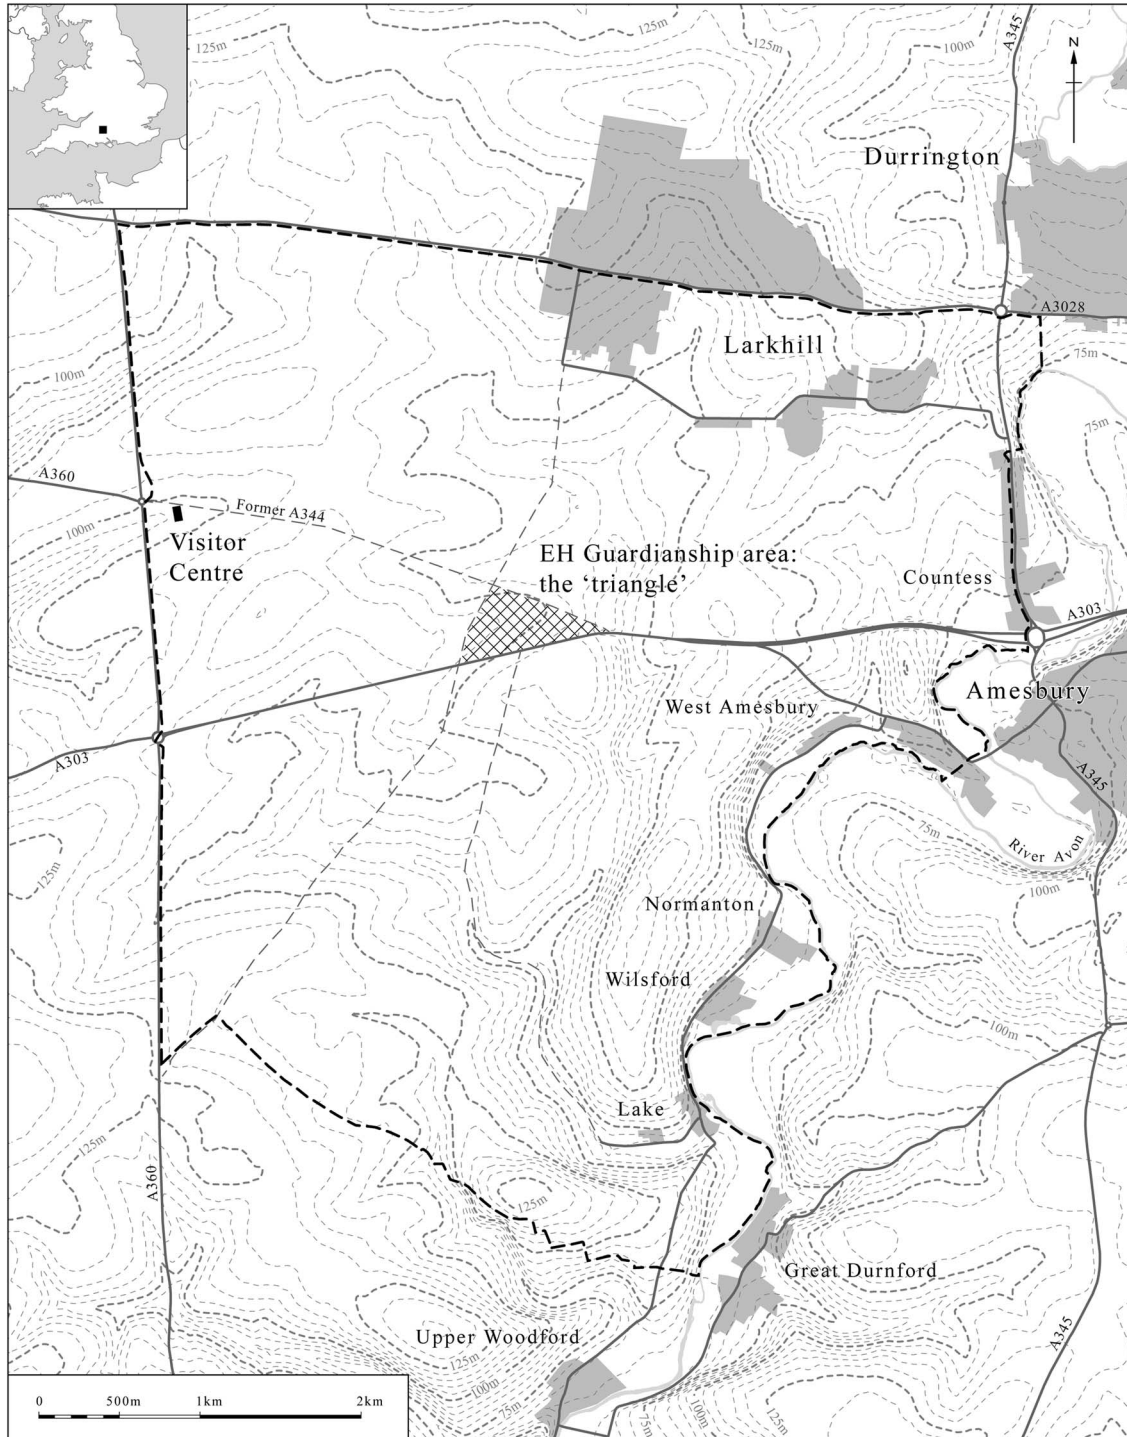 125m
125m
100m
A345
N
Durrington
A3028
Larkhill
75m
100m
75m
A360
Former A344
100m
Visitor
Centre
EH Guardianship area:
the ‘triangle’
Countess
A303
Amesbury
West Amesbury
A303
A345
75m
River Avon
125m
100m
Normanton
Wilsford
100m
Lake
125m
A360
125m
Great Durnford
Upper Woodford
A345
125m
100m
75m
75m
125m
0
500m
1km
2km